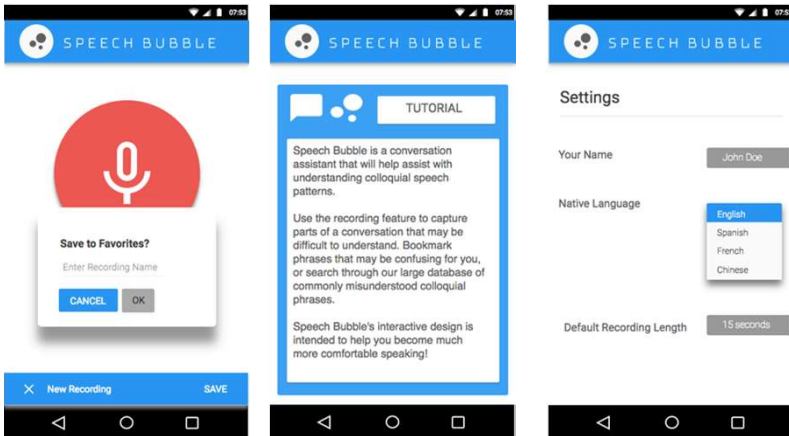 07:53
SPEECH BUBBLE
Save to Favorites?
Enter Recording Name
CANCEL OK
New Recording SAVE
07:53
SPEECH BUBBLE
TUTORIAL
Speech Bubble is a conversation
assistant that will help assist with
understanding colloquial speech
patterns.
Use the recording feature to capture
parts of a conversation that may be
difficult to understand. Bookmark
phrases that may be confusing for you,
or search through our large database of
commonly misunderstood colloquial
phrases.
Speech Bubble's interactive design is
intended to help you become much
more comfortable speaking!
07:53
SPEECH BUBBLE
Settings
Your Name John Doe
Native Language
English
Spanish
French
Chinese
Default Recording Length 15 seconds